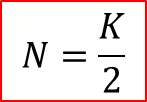 N = K/2